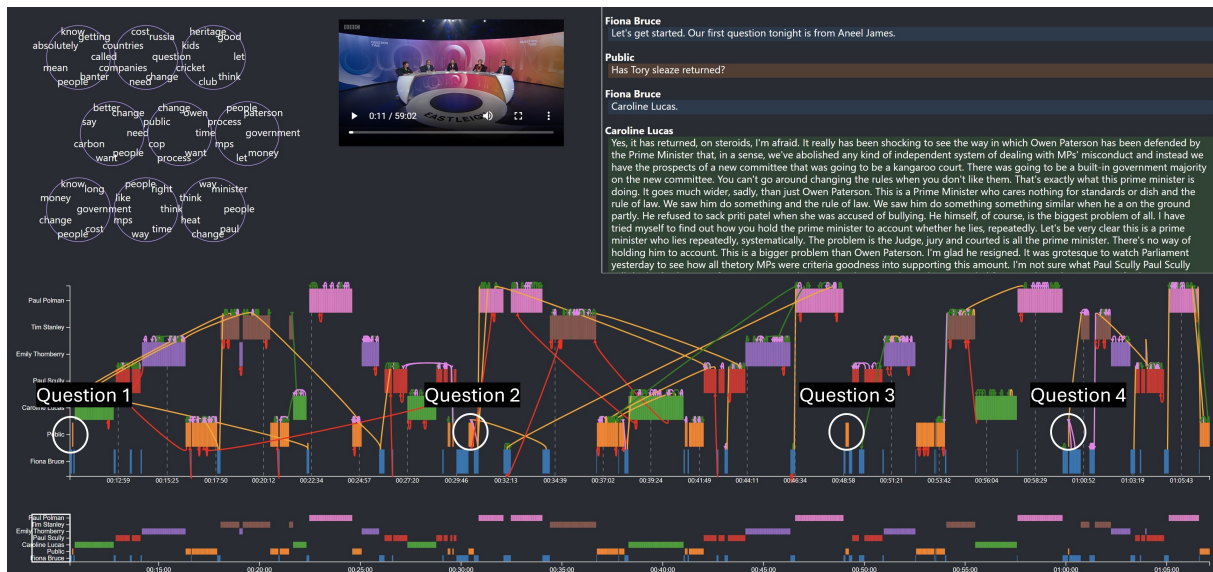 know
getting
cost
russia
heritage
good
absolutely
countries
kids
called
question
let
mean
companies
cricket
banter
change
think
people
need
club
better
change
change
owen
people
paterson
say
public
process
need
time
government
carbon
cop
mps
people
want
want
process
let
money
know
long
people
right
way
minister
money
like
think
government
think
people
change
mps
heat
cost
time
paul
people
way
change
BBC
0:11 / 59:02
EASTLEIGH
Fiona Bruce
Let's get started. Our first question tonight is from Aneel James.
Public
Has Tory sleaze returned?
Fiona Bruce
Caroline Lucas.
Caroline Lucas
Yes, it has returned, on steroids, I'm afraid. It really has been shocking to see the way in which Owen Paterson has been defended by
the Prime Minister that, in a sense, we've abolished any kind of independent system of dealing with MPs' misconduct and instead we
have the prospects of a new committee that was going to be a kangaroo court. There was going to be a built-in government majority
on the new committee. You can't go around changing the rules when you don't like them. That's exactly what this prime minister is
doing. It goes much wider, sadly, than just Owen Paterson. This is a Prime Minister who cares nothing for standards or dish and the
rule of law. We saw him do something and the rule of law. We saw him do something something similar when he a on the ground
partly. He refused to sack priti patel when she was accused of bullying. He himself, of course, is the biggest problem of all. I have
tried myself to find out how you hold the prime minister to account whether he lies, repeatedly. Let's be very clear this is a prime
minister who lies repeatedly, systematically. The problem is the Judge, jury and courted is all the prime minister. There's no way of
holding him to account. This is a bigger problem than Owen Paterson. I'm glad he resigned. It was grotesque to watch Parliament
yesterday to see how all thetory MPs were criteria goodness into supporting this amount. I'm not sure what Paul Scully Paul Scully
Paul Polman
Tim Stanley
Emily Thornberry
Paul Scully
Question 1
Question 2
Question 3
Question 4
Caroline Lucas
Public
Fiona Bruce
00:12:59
00:15:25
00:17:50
00:20:12
00:22:34
00:24:57
00:27:20
00:29:46
00:32:13
00:34:39
00:37:02
00:39:24
00:41:49
00:44:11
00:46:34
00:48:58
00:51:21
00:53:42
00:56:04
00:58:29
01:00:52
01:03:19
01:05:43
Paul Polman
Tim Stanley
Emily Thornberry
Paul Scully
Caroline Lucas
Public
Fiona Bruce
00:15:00
00:20:00
00:25:00
00:30:00
00:35:00
00:40:00
00:45:00
00:50:00
00:55:00
01:00:00
01:05:00